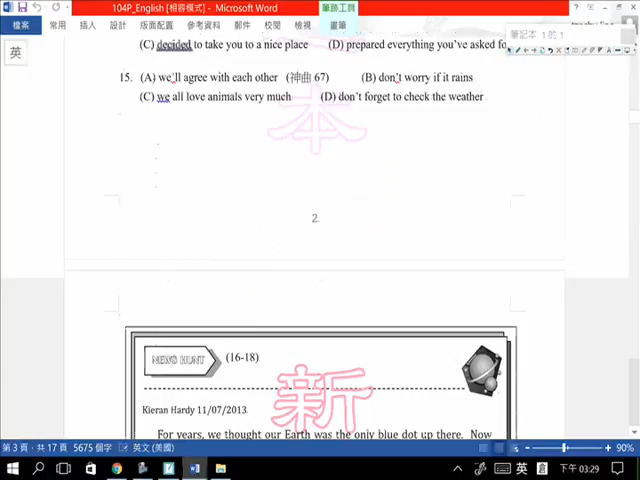 104P_English [相容模式] - Microsoft Word
筆跡工具
檔案 常用 插入 設計 版面配置 參考資料 郵件 校閱 檢視 畫筆
筆記本 1 的 1
英
(C) decided to take you to a nice place (D) prepared everything you've asked fo
15. (A) we'll agree with each other (神曲 67) (B) don't worry if it rains
(C) we all love animals very much (D) don't forget to check the weather
本
2.
NEWS HUNT (16-18)
新
Kieran Hardy 11/07/2013
For years, we thought our Earth was the only blue dot up there. Now
第 3 頁，共 17 頁 5675 個字 英文 (美國) 90%
英 下午 03:29